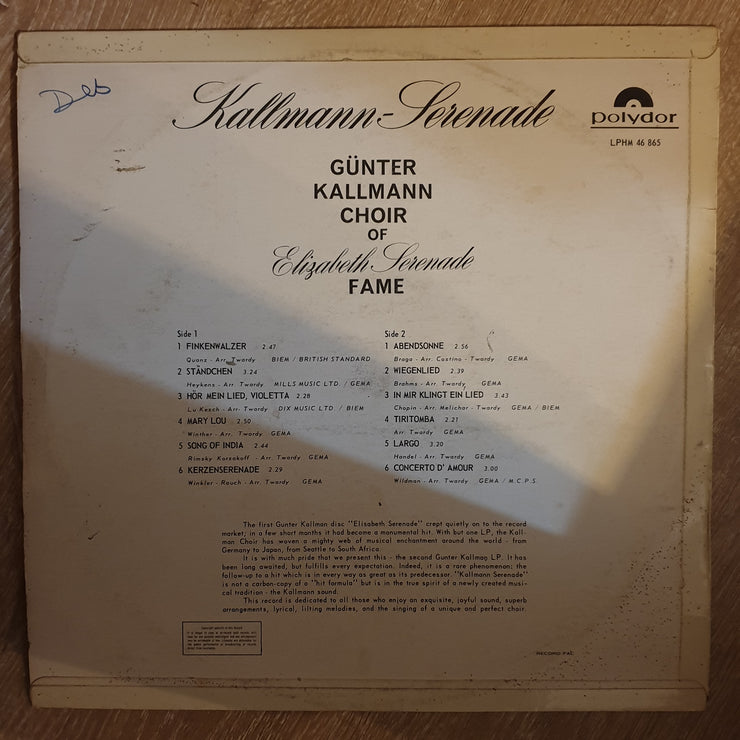 Deb
Kallmann-Serenade
polydor
LPHM 46 865
GÜNTER
KALLMANN
CHOIR
OF
Elizabeth Serenade
FAME
Side 1
1 FINKENWALZER 2.47
Quanz - Arr. Twardy BIEM / BRITISH STANDARD
2 STÄNDCHEN 3.24
Heykens - Arr. Twardy MILLS MUSIC LTD. / GEMA
3 HÖR MEIN LIED, VIOLETTA 2.28
Lu Kesch - Arr. Twardy DIX MUSIC LTD / BIEM
4 MARY LOU 2.50
Winther - Arr. Twardy GEMA
5 SONG OF INDIA 2.44
Rimsky Korsakoff - Arr. Twardy GEMA
6 KERZENSERENADE 2.29
Winkler - Rauch - Arr. Twardy GEMA
Side 2
1 ABENDSONNE 2.56
Braga - Arr. Castino - Twardy GEMA
2 WIEGENLIED 2.39
Brahms - Arr. Twardy GEMA
3 IN MIR KLINGT EIN LIED 3.43
Chopin - Arr. Melichar - Twardy GEMA / BIEM
4 TIRITOMBA 2.21
Arr. Twardy GEMA
5 LARGO 3.20
Handel - Arr. Twardy GEMA
6 CONCERTO D' AMOUR 3.00
Wildman - Arr. Twardy GEMA / M.C.P.S.
The first Gunter Kallman disc "Elisabeth Serenade" crept quietly on to the record
market; in a few short months it had become a monumental hit. With but one LP, the Kall-
man Choir has woven a mighty web of musical enchantment around the world - from
Germany to Japan, from Seattle to South Africa.
It is with much pride that we present this - the second Gunter Kallman LP. It has
been long awaited, but fulfills every expectation. Indeed, it is a rare phenomenon; the
follow-up to a hit which is in every way as great as its predecessor. "Kallmann Serenade"
is not a carbon-copy of a "hit formula" but is in the true spirit of a newly created musi-
cal tradition - the Kallmann sound.
This record is dedicated to all those who enjoy an exquisite, joyful sound, superb
arrangements, lyrical, lilting melodies, and the singing of a unique and perfect choir.
RECORD PAC